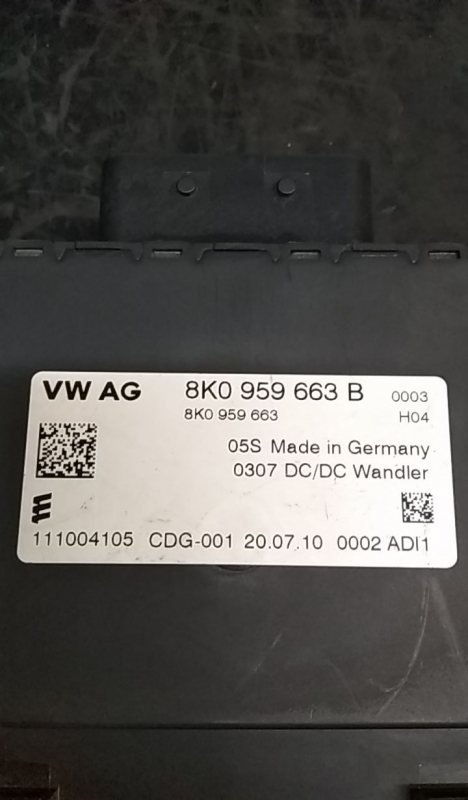 VW AG 8K0 959 663 B 0003
8K0 959 663 H04
05S Made in Germany
0307 DC/DC Wandler
111004105 CDG-001 20.07.10 0002 ADI1